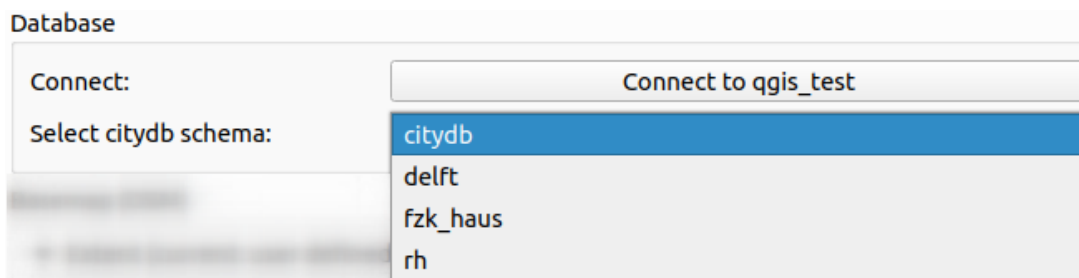 Database
Connect: Connect to qgis_test
Select citydb schema: citydb
delft
fzk_haus
rh